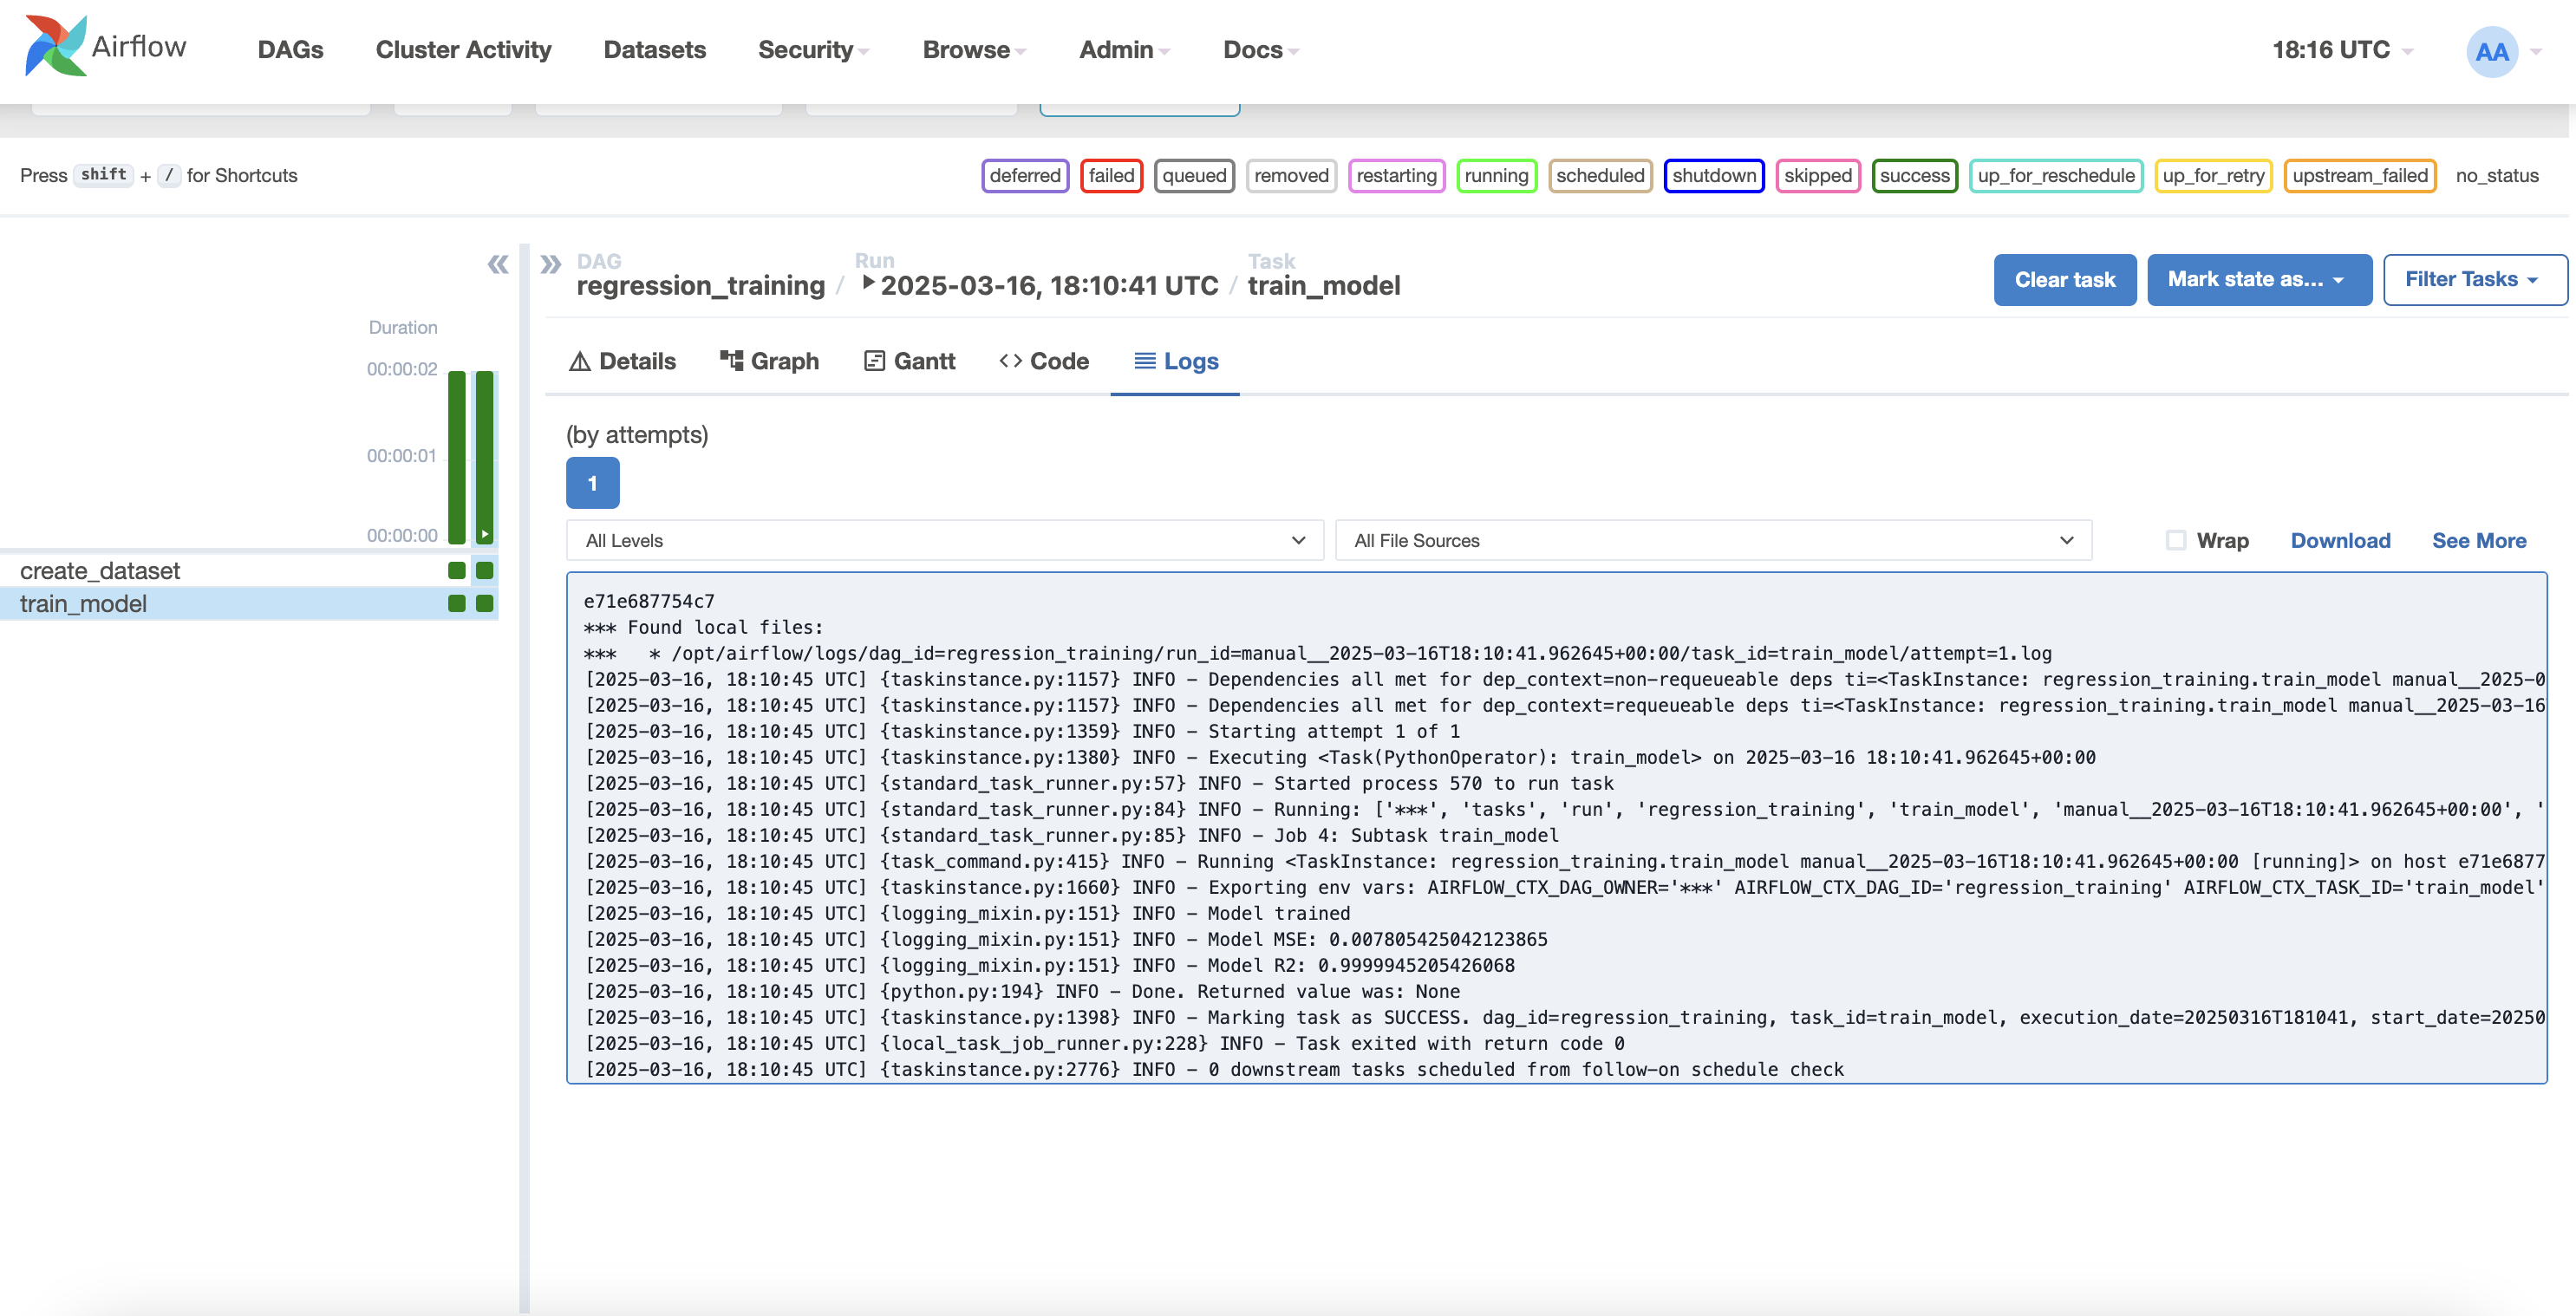 Airflow DAGs Cluster Activity Datasets Security Browse Admin Docs 18:16 UTC AA
Press shift + / for Shortcuts deferred failed queued removed restarting running scheduled shutdown skipped success up_for_reschedule up_for_retry upstream_failed no_status
DAG Run Task
regression_training / 2025-03-16, 18:10:41 UTC / train_model Clear task Mark state as... Filter Tasks
Duration
00:00:02
00:00:01
00:00:00
create_dataset
train_model
Details Graph Gantt Code Logs
(by attempts)
1
All Levels All File Sources Wrap Download See More
e71e687754c7
*** Found local files:
***   * /opt/airflow/logs/dag_id=regression_training/run_id=manual__2025-03-16T18:10:41.962645+00:00/task_id=train_model/attempt=1.log
[2025-03-16, 18:10:45 UTC] {taskinstance.py:1157} INFO - Dependencies all met for dep_context=non-requeueable deps ti=<TaskInstance: regression_training.train_model manual__2025-0
[2025-03-16, 18:10:45 UTC] {taskinstance.py:1157} INFO - Dependencies all met for dep_context=requeueable deps ti=<TaskInstance: regression_training.train_model manual__2025-03-16
[2025-03-16, 18:10:45 UTC] {taskinstance.py:1359} INFO - Starting attempt 1 of 1
[2025-03-16, 18:10:45 UTC] {taskinstance.py:1380} INFO - Executing <Task(PythonOperator): train_model> on 2025-03-16 18:10:41.962645+00:00
[2025-03-16, 18:10:45 UTC] {standard_task_runner.py:57} INFO - Started process 570 to run task
[2025-03-16, 18:10:45 UTC] {standard_task_runner.py:84} INFO - Running: ['***', 'tasks', 'run', 'regression_training', 'train_model', 'manual__2025-03-16T18:10:41.962645+00:00', '
[2025-03-16, 18:10:45 UTC] {standard_task_runner.py:85} INFO - Job 4: Subtask train_model
[2025-03-16, 18:10:45 UTC] {task_command.py:415} INFO - Running <TaskInstance: regression_training.train_model manual__2025-03-16T18:10:41.962645+00:00 [running]> on host e71e6877
[2025-03-16, 18:10:45 UTC] {taskinstance.py:1660} INFO - Exporting env vars: AIRFLOW_CTX_DAG_OWNER='***' AIRFLOW_CTX_DAG_ID='regression_training' AIRFLOW_CTX_TASK_ID='train_model'
[2025-03-16, 18:10:45 UTC] {logging_mixin.py:151} INFO - Model trained
[2025-03-16, 18:10:45 UTC] {logging_mixin.py:151} INFO - Model MSE: 0.007805425042123865
[2025-03-16, 18:10:45 UTC] {logging_mixin.py:151} INFO - Model R2: 0.9999945205426068
[2025-03-16, 18:10:45 UTC] {python.py:194} INFO - Done. Returned value was: None
[2025-03-16, 18:10:45 UTC] {taskinstance.py:1398} INFO - Marking task as SUCCESS. dag_id=regression_training, task_id=train_model, execution_date=20250316T181041, start_date=20250
[2025-03-16, 18:10:45 UTC] {local_task_job_runner.py:228} INFO - Task exited with return code 0
[2025-03-16, 18:10:45 UTC] {taskinstance.py:2776} INFO - 0 downstream tasks scheduled from follow-on schedule check